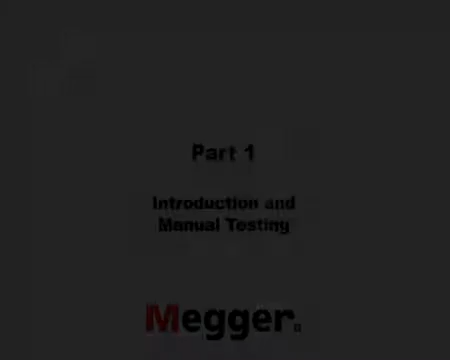 Part 1
Introduction and
Manual Testing
Megger®